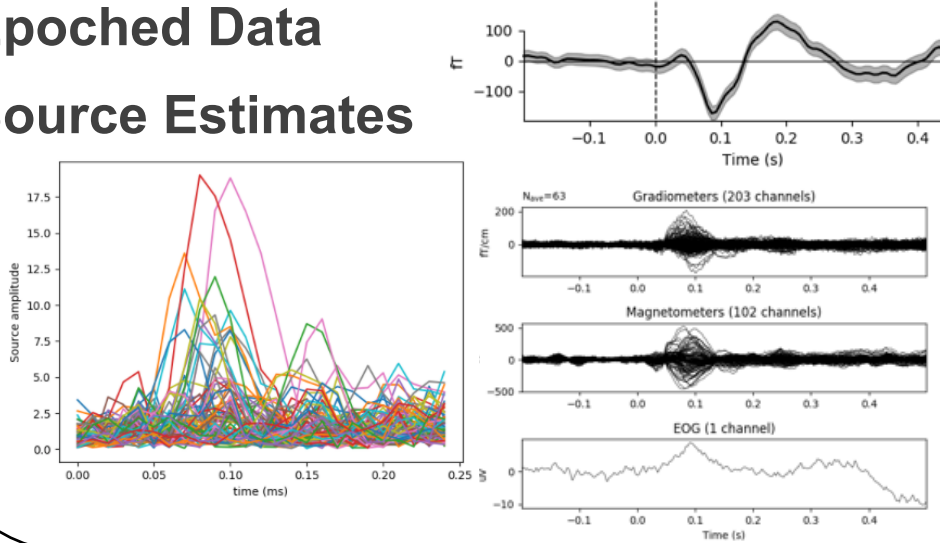 poched Data
ource Estimates
17.5
15.0
12.5
10.0
7.5
5.0
2.5
0.0
Source amplitude
0.00 0.05 0.10 0.15 0.20 0.25
time (ms)
100
0
−100
fT
−0.1 0.0 0.1 0.2 0.3 0.4
Time (s)
Nave=63 Gradiometers (203 channels)
200
0
fT/cm
−0.1 0.0 0.1 0.2 0.3 0.4
Magnetometers (102 channels)
500
0
−500
−0.1 0.0 0.1 0.2 0.3 0.4
EOG (1 channel)
0
−10
uV
−0.1 0.0 0.1 0.2 0.3 0.4
Time (s)